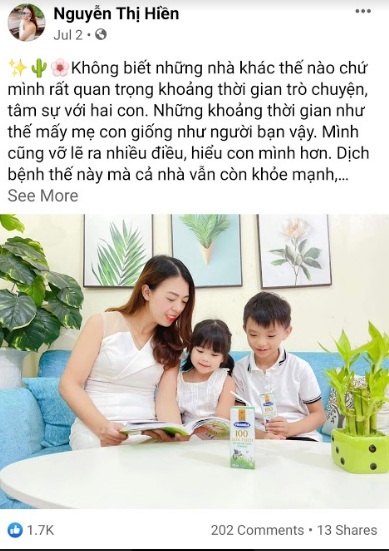 Nguyễn Thị Hiền
Jul 2 ·
✨🌵🌸Không biết những nhà khác thế nào chứ
mình rất quan trọng khoảng thời gian trò chuyện,
tâm sự với hai con. Những khoảng thời gian như
thế mấy mẹ con giống như người bạn vậy. Mình
cũng vỡ lẽ ra nhiều điều, hiểu con mình hơn. Dịch
bệnh thế này mà cả nhà vẫn còn khỏe mạnh,...
See More
100
1.7K
202 Comments • 13 Shares